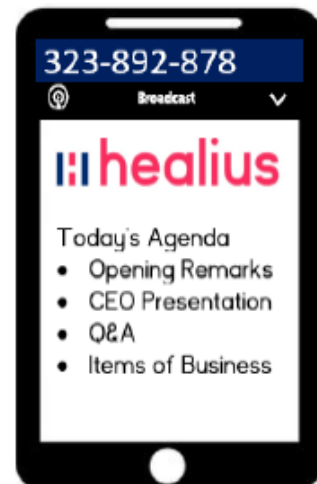 323-892-878
Broadcast
healius
Today's Agenda
• Opening Remarks
• CEO Presentation
• Q&A
• Items of Business